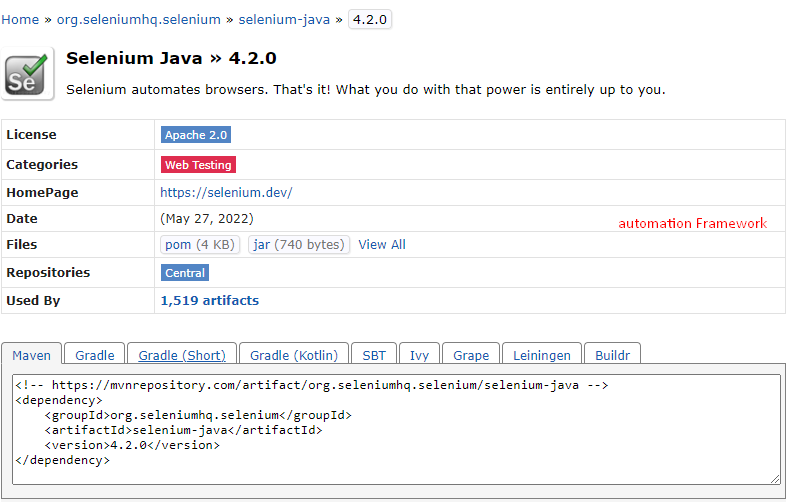 Home » org.seleniumhq.selenium » selenium-java » 4.2.0
Se
Selenium Java » 4.2.0
Selenium automates browsers. That's it! What you do with that power is entirely up to you.
License Apache 2.0
Categories Web Testing
HomePage https://selenium.dev/
Date (May 27, 2022)
automation Framework
Files pom (4 KB) jar (740 bytes) View All
Repositories Central
Used By 1,519 artifacts
Maven Gradle Gradle (Short) Gradle (Kotlin) SBT Ivy Grape Leiningen Buildr
<!-- https://mvnrepository.com/artifact/org.seleniumhq.selenium/selenium-java -->
<dependency>
    <groupId>org.seleniumhq.selenium</groupId>
    <artifactId>selenium-java</artifactId>
    <version>4.2.0</version>
</dependency>